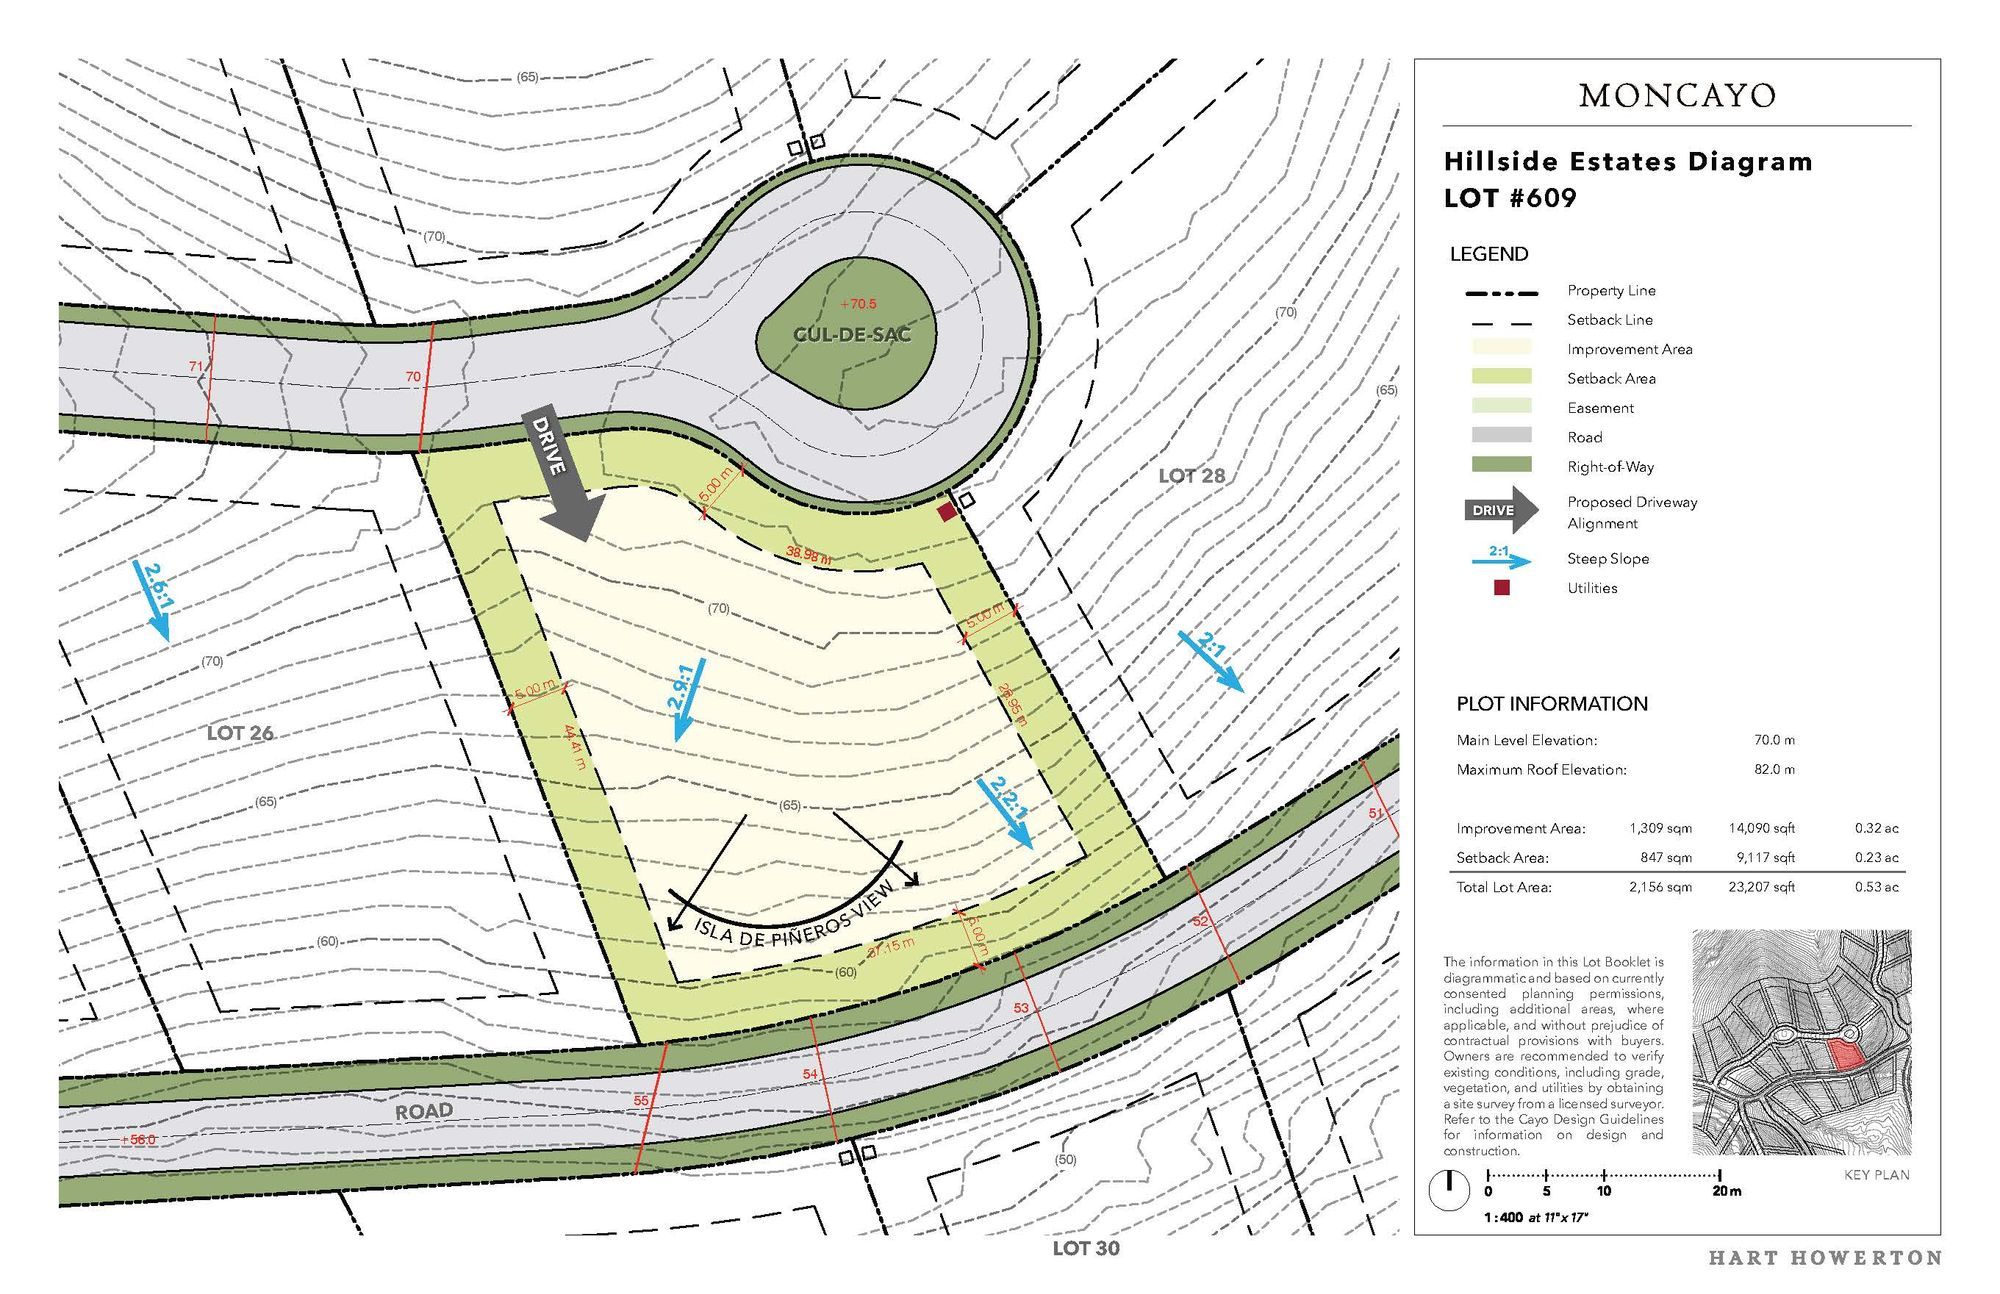 (65)
(70)
+70.5
CUL-DE-SAC
71
70
(70)
(65)
DRIVE
5.00 m
LOT 28
38.98 m
2.6:1
(70)
5.00 m
2:1
(70)
2.9:1
5.00 m
LOT 26
44.41 m
(65)
(65)
2.2:1
51
ISLA DE PIÑEROS VIEW
52
(60)
37.15 m
5.00 m
(60)
53
54
55
ROAD
+56.0
(50)
LOT 30
MONCAYO
Hillside Estates Diagram
LOT #609
LEGEND
Property Line
Setback Line
Improvement Area
Setback Area
Easement
Road
Right-of-Way
DRIVE
Proposed Driveway
Alignment
2:1
Steep Slope
Utilities
PLOT INFORMATION
Main Level Elevation: 70.0 m
Maximum Roof Elevation: 82.0 m
Improvement Area: 1,309 sqm 14,090 sqft 0.32 ac
Setback Area: 847 sqm 9,117 sqft 0.23 ac
Total Lot Area: 2,156 sqm 23,207 sqft 0.53 ac
The information in this Lot Booklet is
diagrammatic and based on currently
consented planning permissions,
including additional areas, where
applicable, and without prejudice of
contractual provisions with buyers.
Owners are recommended to verify
existing conditions, including grade,
vegetation, and utilities by obtaining
a site survey from a licensed surveyor.
Refer to the Cayo Design Guidelines
for information on design and
construction.
KEY PLAN
0 5 10 20m
1:400 at 11"x 17"
HART HOWERTON